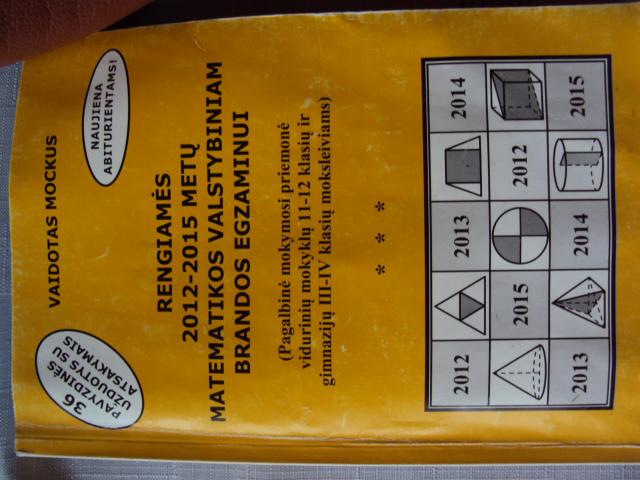 VAIDOTAS MOCKUS
36
PAVYZDINĖS
UŽDUOTYS SU
ATSAKYMAIS
NAUJIENA
ABITURIENTAMS!
RENGIAMĖS
2012-2015 METŲ
MATEMATIKOS VALSTYBINIAM
BRANDOS EGZAMINUI
(Pagalbinė mokymosi priemonė
vidurinių mokyklų 11-12 klasių ir
gimnazijų III-IV klasių moksleiviams)
* * *
2012 2013 2014
2015 2012
2013 2014 2015